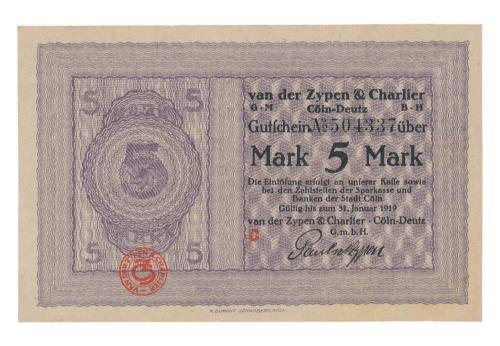 van der Zypen & Charlier
G·M Cöln-Deutz B·H
Gutschein No 504337 über
Mark 5 Mark
Die Einlösung erfolgt an unserer Kasse sowie
bei den Zahlstellen der Sparkasse und
Banken der Stadt Cöln
Gültig bis zum 31. Januar 1919
van der Zypen & Charlier · Cöln-Deutz
G.m.b.H.
C
5 5
5
5 5